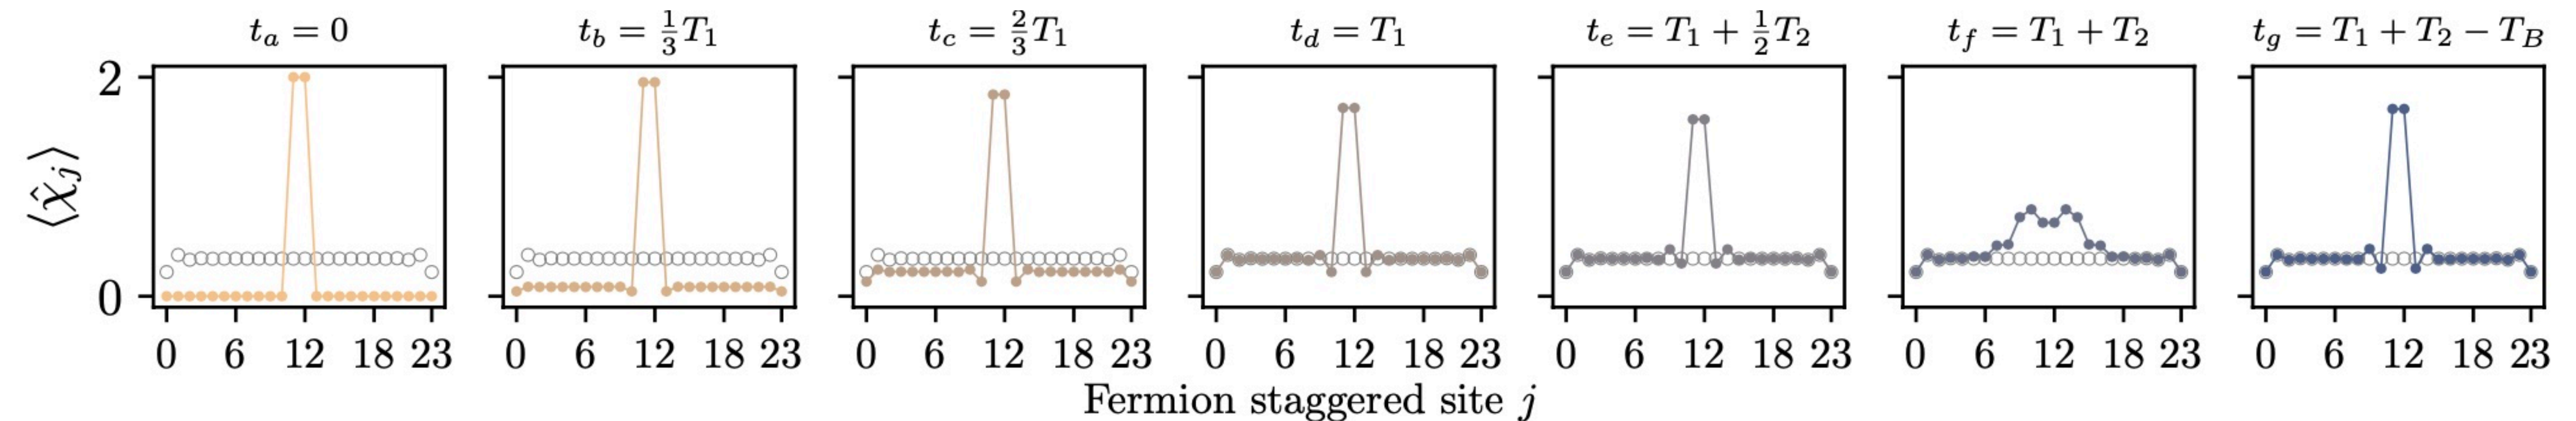 t_a = 0
t_b = \frac{1}{3}T_1
t_c = \frac{2}{3}T_1
t_d = T_1
t_e = T_1 + \frac{1}{2}T_2
t_f = T_1 + T_2
t_g = T_1 + T_2 − T_B
2
0
⟨χ̂_j⟩
0 6 12 18 23
0 6 12 18 23
0 6 12 18 23
0 6 12 18 23
0 6 12 18 23
0 6 12 18 23
0 6 12 18 23
Fermion staggered site j